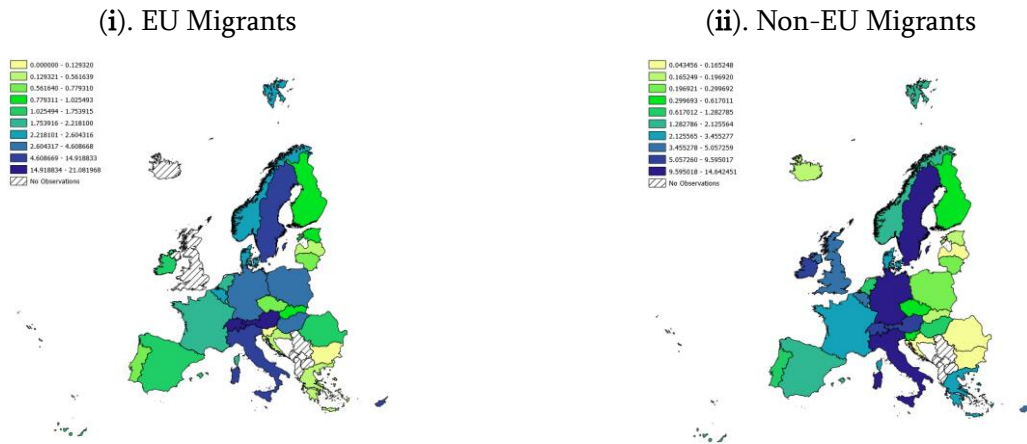 (i). EU Migrants
0.000000 - 0.129320
0.129321 - 0.561639
0.561640 - 0.779310
0.779311 - 1.025493
1.025494 - 1.753915
1.753916 - 2.218100
2.218101 - 2.604316
2.604317 - 4.608668
4.608669 - 14.918833
14.918834 - 21.081968
No Observations
(ii). Non-EU Migrants
0.043456 - 0.165248
0.165249 - 0.196920
0.196921 - 0.299692
0.299693 - 0.617011
0.617012 - 1.282785
1.282786 - 2.125564
2.125565 - 3.455277
3.455278 - 5.057259
5.057260 - 9.595017
9.595018 - 14.642451
No Observations